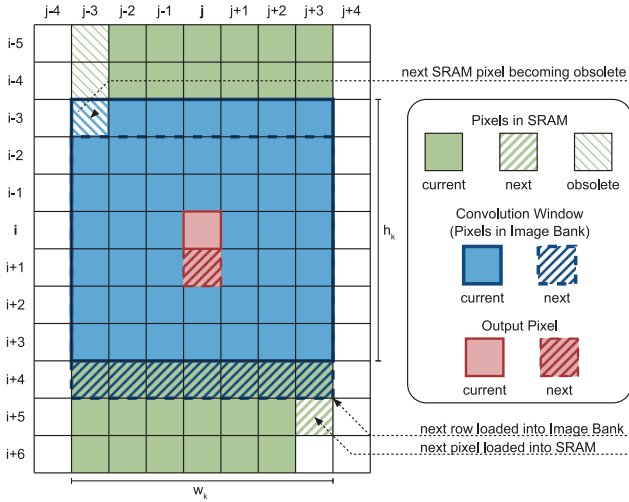 j-4 j-3 j-2 j-1 j j+1 j+2 j+3 j+4
i-5
i-4
i-3
i-2
i-1
i
i+1
i+2
i+3
i+4
i+5
i+6
h_k
w_k
next SRAM pixel becoming obsolete
Pixels in SRAM
current next obsolete
Convolution Window
(Pixels in Image Bank)
current next
Output Pixel
current next
next row loaded into Image Bank
next pixel loaded into SRAM